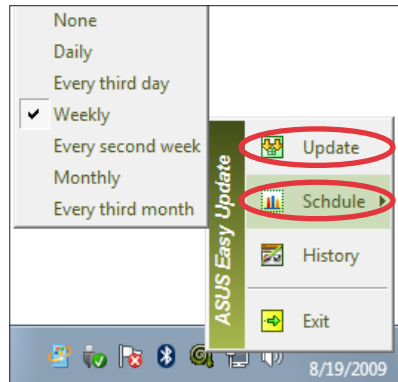 None
Daily
Every third day
Weekly
Every second week
Monthly
Every third month
ASUS Easy Update
Update
Schdule
History
Exit
8/19/2009